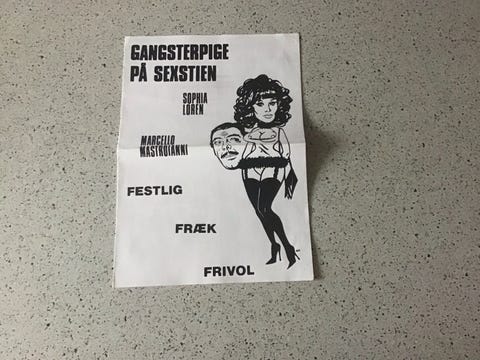 GANGSTERPIGE
PÅ SEXSTIEN
SOPHIA
LOREN
MARCELLO
MASTROIANNI
FESTLIG
FRÆK
FRIVOL